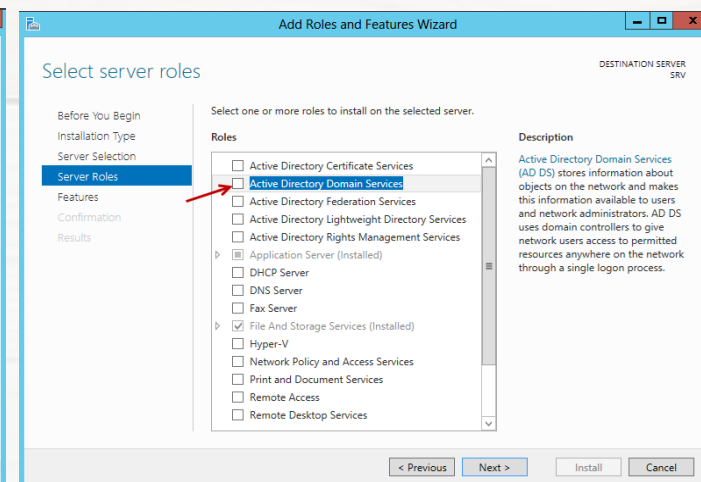 Add Roles and Features Wizard
Select server roles
DESTINATION SERVER
SRV
Before You Begin
Installation Type
Server Selection
Server Roles
Features
Confirmation
Results
Select one or more roles to install on the selected server.
Roles
Active Directory Certificate Services
Active Directory Domain Services
Active Directory Federation Services
Active Directory Lightweight Directory Services
Active Directory Rights Management Services
Application Server (Installed)
DHCP Server
DNS Server
Fax Server
File And Storage Services (Installed)
Hyper-V
Network Policy and Access Services
Print and Document Services
Remote Access
Remote Desktop Services
Description
Active Directory Domain Services
(AD DS) stores information about
objects on the network and makes
this information available to users
and network administrators. AD DS
uses domain controllers to give
network users access to permitted
resources anywhere on the network
through a single logon process.
< Previous
Next >
Install
Cancel